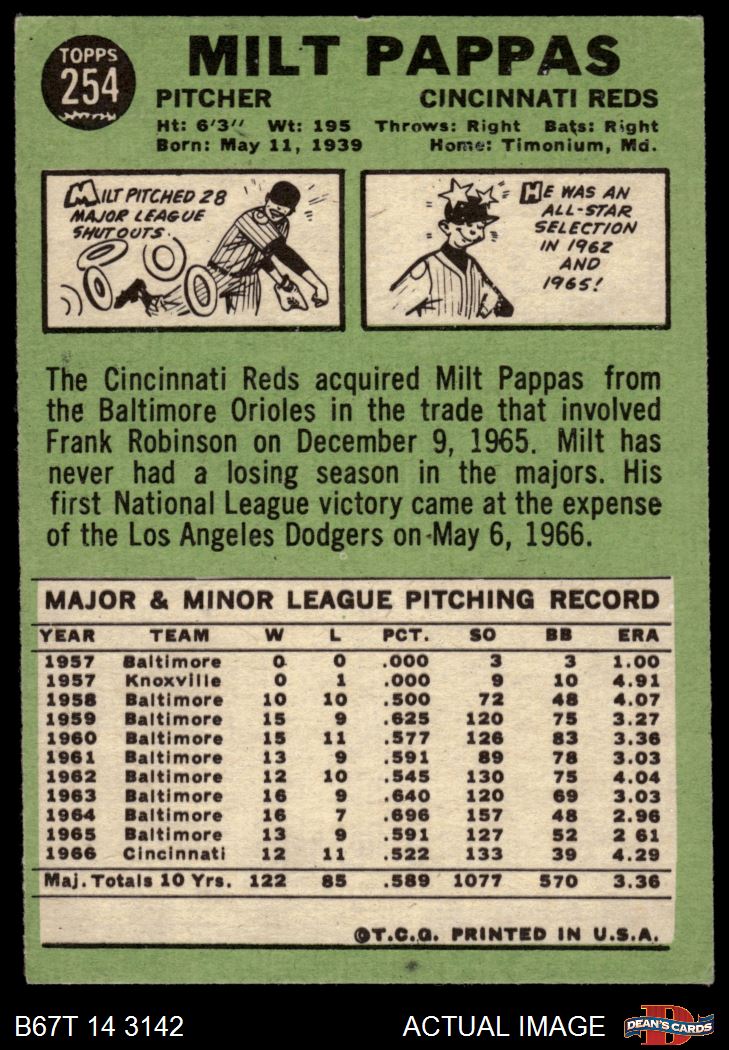 TOPPS
254
MILT PAPPAS
PITCHER CINCINNATI REDS
Ht: 6'3" Wt: 195 Throws: Right Bats: Right
Born: May 11, 1939 Home: Timonium, Md.
MILT PITCHED 28
MAJOR LEAGUE
SHUTOUTS.
HE WAS AN
ALL-STAR
SELECTION
IN 1962
AND
1965!
The Cincinnati Reds acquired Milt Pappas from
the Baltimore Orioles in the trade that involved
Frank Robinson on December 9, 1965. Milt has
never had a losing season in the majors. His
first National League victory came at the expense
of the Los Angeles Dodgers on May 6, 1966.
MAJOR & MINOR LEAGUE PITCHING RECORD
YEAR TEAM W L PCT. SO BB ERA
1957 Baltimore 0 0 .000 3 3 1.00
1957 Knoxville 0 1 .000 9 10 4.91
1958 Baltimore 10 10 .500 72 48 4.07
1959 Baltimore 15 9 .625 120 75 3.27
1960 Baltimore 15 11 .577 126 83 3.36
1961 Baltimore 13 9 .591 89 78 3.03
1962 Baltimore 12 10 .545 130 75 4.04
1963 Baltimore 16 9 .640 120 69 3.03
1964 Baltimore 16 7 .696 157 48 2.96
1965 Baltimore 13 9 .591 127 52 2 61
1966 Cincinnati 12 11 .522 133 39 4.29
Maj. Totals 10 Yrs. 122 85 .589 1077 570 3.36
©T.C.G. PRINTED IN U.S.A.
B67T 14 3142 ACTUAL IMAGE
DEAN'S CARDS